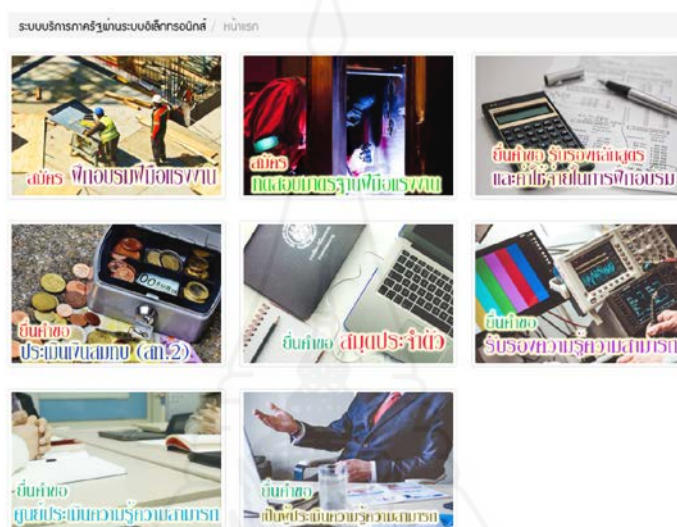 ระบบบริการภาครัฐผ่านระบบอิเล็กทรอนิกส์ / หน้าแรก
สมัคร ฝึกอบรมฝีมือแรงงาน
สมัคร
ทดสอบมาตรฐานฝีมือแรงงาน
ยื่นคำขอ รับรองหลักสูตร
และค่าใช้จ่ายในการฝึกอบรม
ยื่นคำขอ
ประเมินเงินสมทบ (สท.2)
ยื่นคำขอ สมุดประจำตัว
ยื่นคำขอ
รับรองความรู้ความสามารถ
ยื่นคำขอ
ศูนย์ประเมินความรู้ความสามารถ
ยื่นคำขอ
เป็นผู้ประเมินความรู้ความสามารถ